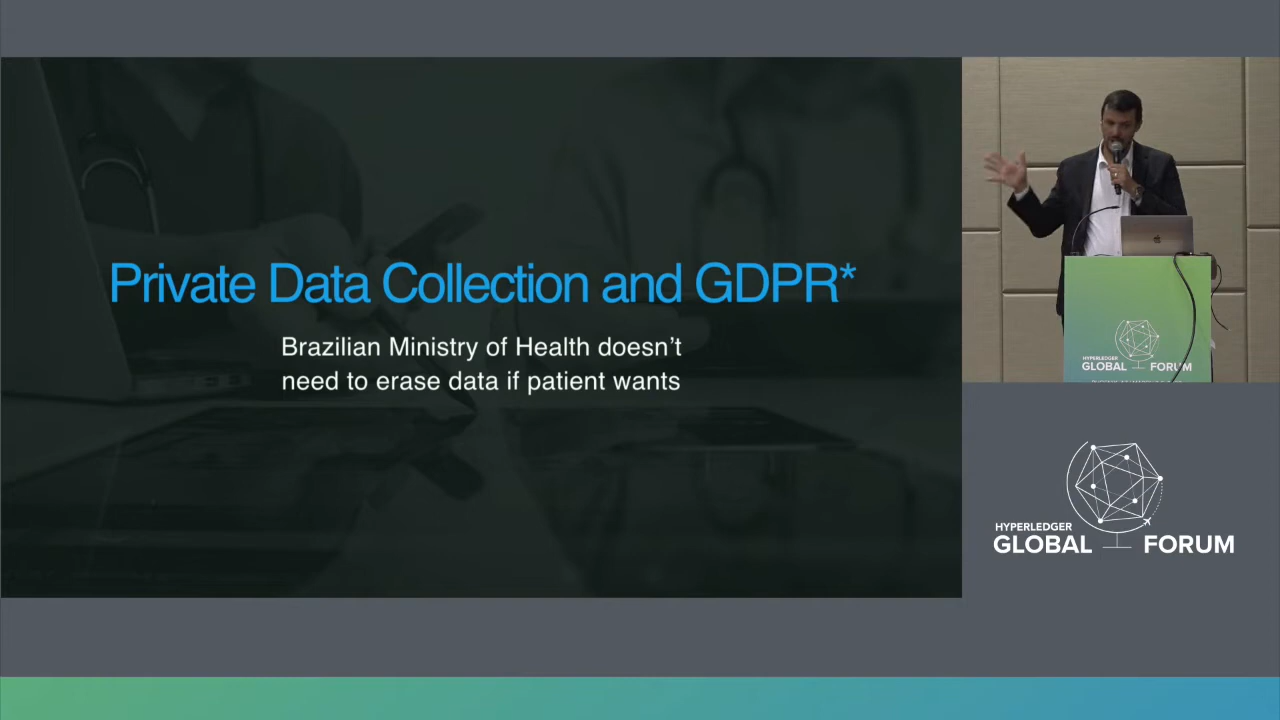 Private Data Collection and GDPR*
Brazilian Ministry of Health doesn't
need to erase data if patient wants
HYPERLEDGER
GLOBAL FORUM
HYPERLEDGER
GLOBAL FORUM